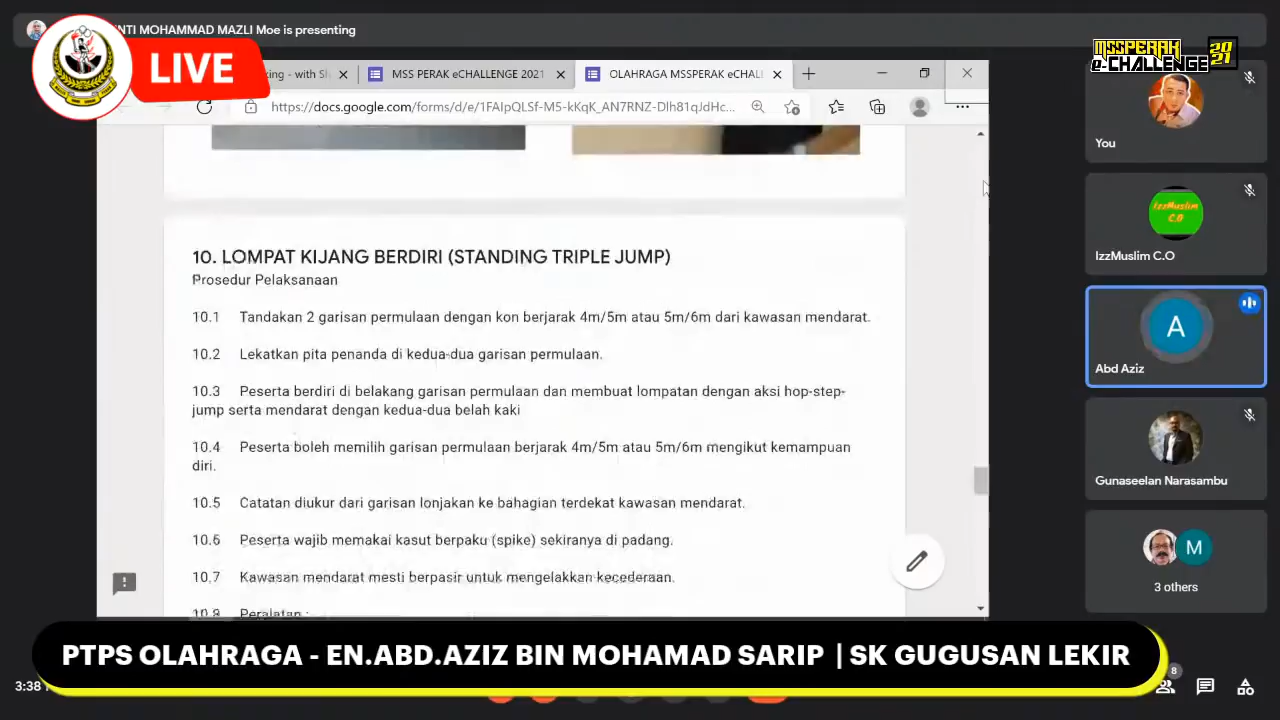 INTI MOHAMMAD MAZLI Moe is presenting
LIVE
MSSPERAK
e-CHALLENGE
2021
king - with Sh
MSS PERAK eCHALLENGE 2021
OLAHRAGA MSSPERAK eCHAL
https://docs.google.com/forms/d/e/1FAIpQLSf-M5-kKqK_AN7RNZ-Dlh81qJdHc...
10. LOMPAT KIJANG BERDIRI (STANDING TRIPLE JUMP)
Prosedur Pelaksanaan
10.1 Tandakan 2 garisan permulaan dengan kon berjarak 4m/5m atau 5m/6m dari kawasan mendarat.
10.2 Lekatkan pita penanda di kedua-dua garisan permulaan.
10.3 Peserta berdiri di belakang garisan permulaan dan membuat lompatan dengan aksi hop-step-
jump serta mendarat dengan kedua-dua belah kaki
10.4 Peserta boleh memilih garisan permulaan berjarak 4m/5m atau 5m/6m mengikut kemampuan
diri.
10.5 Catatan diukur dari garisan lonjakan ke bahagian terdekat kawasan mendarat.
10.6 Peserta wajib memakai kasut berpaku (spike) sekiranya di padang.
10.7 Kawasan mendarat mesti berpasir untuk mengelakkan kecederaan.
10.8 Peralatan :
You
IzzMuslim C.O
IzzMuslim C.O
A
Abd Aziz
Gunaseelan Narasambu
M
3 others
PTPS OLAHRAGA - EN.ABD.AZIZ BIN MOHAMAD SARIP | SK GUGUSAN LEKIR
3:38
8